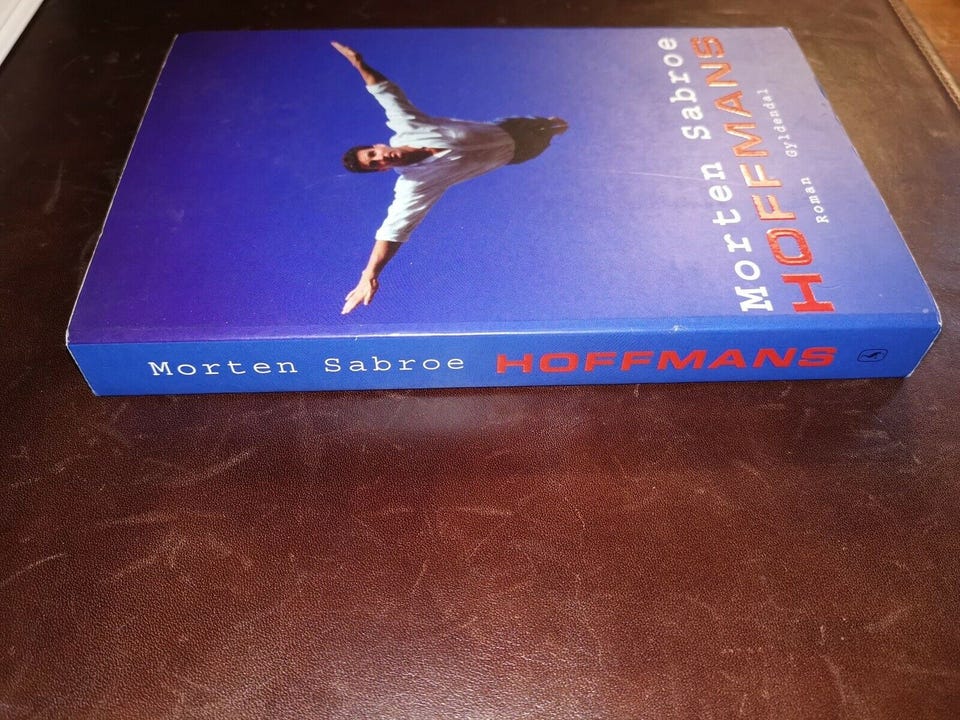 Morten Sabroe
HOFFMANS
Roman Gyldendal
Morten Sabroe HOFFMANS